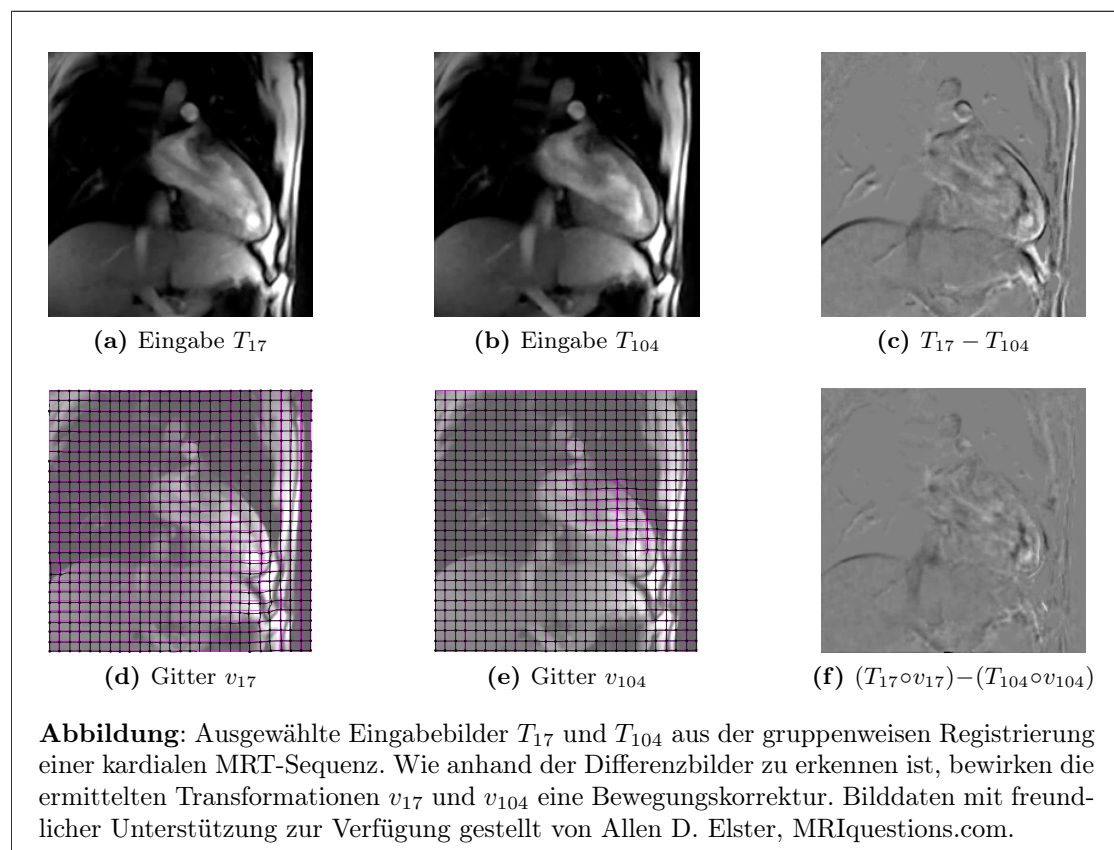 (a) Eingabe T₁₇
(b) Eingabe T₁₀₄
(c) T₁₇ − T₁₀₄
(d) Gitter v₁₇
(e) Gitter v₁₀₄
(f) (T₁₇∘v₁₇)−(T₁₀₄∘v₁₀₄)
Abbildung: Ausgewählte Eingabebilder T₁₇ und T₁₀₄ aus der gruppenweisen Registrierung
einer kardialen MRT-Sequenz. Wie anhand der Differenzbilder zu erkennen ist, bewirken die
ermittelten Transformationen v₁₇ und v₁₀₄ eine Bewegungskorrektur. Bilddaten mit freund-
licher Unterstützung zur Verfügung gestellt von Allen D. Elster, MRIquestions.com.